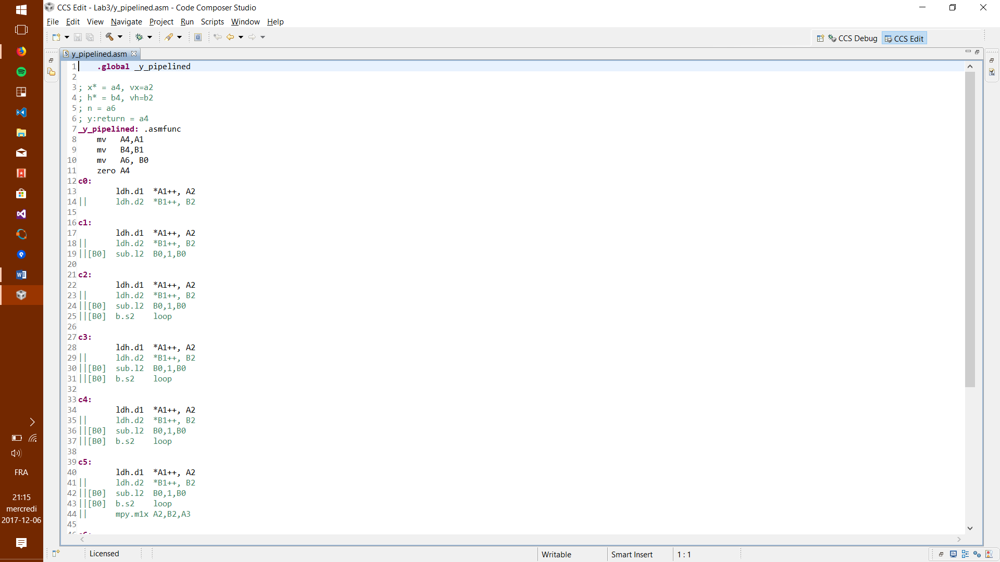 CCS Edit - Lab3/y_pipelined.asm - Code Composer Studio
File Edit View Navigate Project Run Scripts Window Help
CCS Debug CCS Edit
y_pipelined.asm
1     .global _y_pipelined
2
3 ; x* = a4, vx=a2
4 ; h* = b4, vh=b2
5 ; n = a6
6 ; y:return = a4
7 _y_pipelined: .asmfunc
8     mv   A4,A1
9     mv   B4,B1
10     mv   A6, B0
11     zero A4
12 c0:
13         ldh.d1  *A1++, A2
14 ||      ldh.d2  *B1++, B2
15
16 c1:
17         ldh.d1  *A1++, A2
18 ||      ldh.d2  *B1++, B2
19 ||[B0]  sub.l2  B0,1,B0
20
21 c2:
22         ldh.d1  *A1++, A2
23 ||      ldh.d2  *B1++, B2
24 ||[B0]  sub.l2  B0,1,B0
25 ||[B0]  b.s2    loop
26
27 c3:
28         ldh.d1  *A1++, A2
29 ||      ldh.d2  *B1++, B2
30 ||[B0]  sub.l2  B0,1,B0
31 ||[B0]  b.s2    loop
32
33 c4:
34         ldh.d1  *A1++, A2
35 ||      ldh.d2  *B1++, B2
36 ||[B0]  sub.l2  B0,1,B0
37 ||[B0]  b.s2    loop
38
39 c5:
40         ldh.d1  *A1++, A2
41 ||      ldh.d2  *B1++, B2
42 ||[B0]  sub.l2  B0,1,B0
43 ||[B0]  b.s2    loop
44 ||      mpy.m1x A2,B2,A3
45
Licensed
Writable
Smart Insert
1 : 1
FRA
21:15
mercredi
2017-12-06